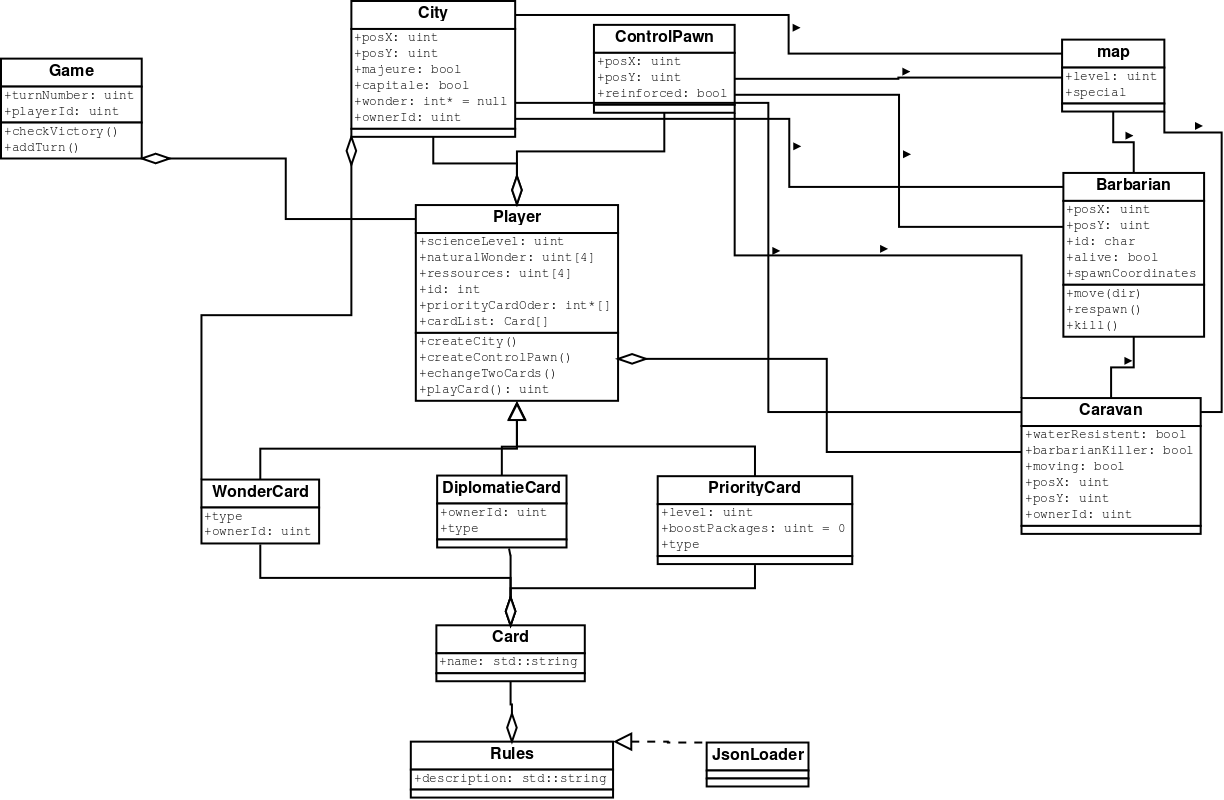 City
+posX: uint
+posY: uint
+majeure: bool
+capitale: bool
+wonder: int* = null
+ownerId: uint
ControlPawn
+posX: uint
+posY: uint
+reinforced: bool
map
+level: uint
+special
Game
+turnNumber: uint
+playerId: uint
+checkVictory()
+addTurn()
Barbarian
+posX: uint
+posY: uint
+id: char
+alive: bool
+spawnCoordinates
+move(dir)
+respawn()
+kill()
Player
+scienceLevel: uint
+naturalWonder: uint[4]
+ressources: uint[4]
+id: int
+priorityCardOder: int*[]
+cardList: Card[]
+createCity()
+createControlPawn()
+echangeTwoCards()
+playCard(): uint
Caravan
+waterResistent: bool
+barbarianKiller: bool
+moving: bool
+posX: uint
+posY: uint
+ownerId: uint
WonderCard
+type
+ownerId: uint
DiplomatieCard
+ownerId: uint
+type
PriorityCard
+level: uint
+boostPackages: uint = 0
+type
Card
+name: std::string
Rules
+description: std::string
JsonLoader